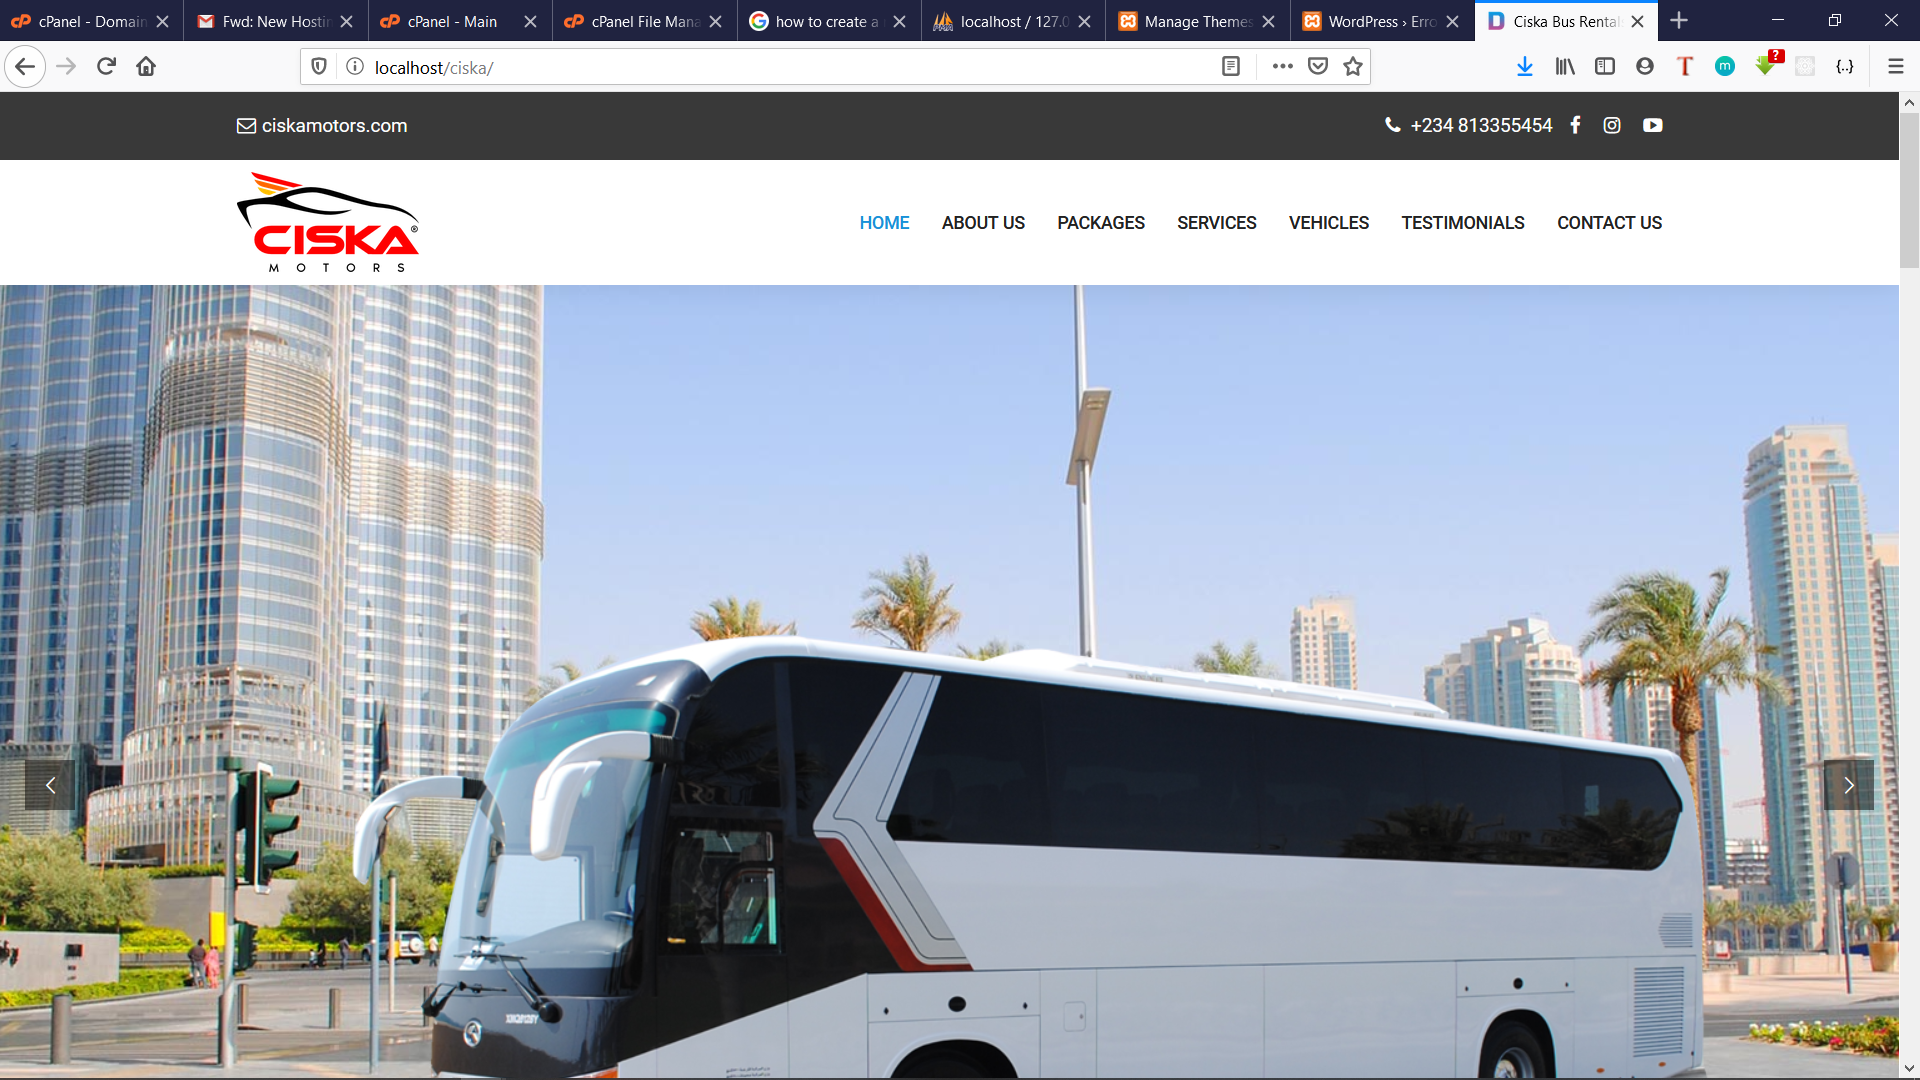 cPanel - Domain
Fwd: New Hostin
cPanel - Main
cPanel File Mana
how to create a
localhost / 127.0
Manage Themes
WordPress › Erro
Ciska Bus Rental
localhost/ciska/
ciskamotors.com
+234 813355454
CISKA®
MOTORS
HOME
ABOUT US
PACKAGES
SERVICES
VEHICLES
TESTIMONIALS
CONTACT US